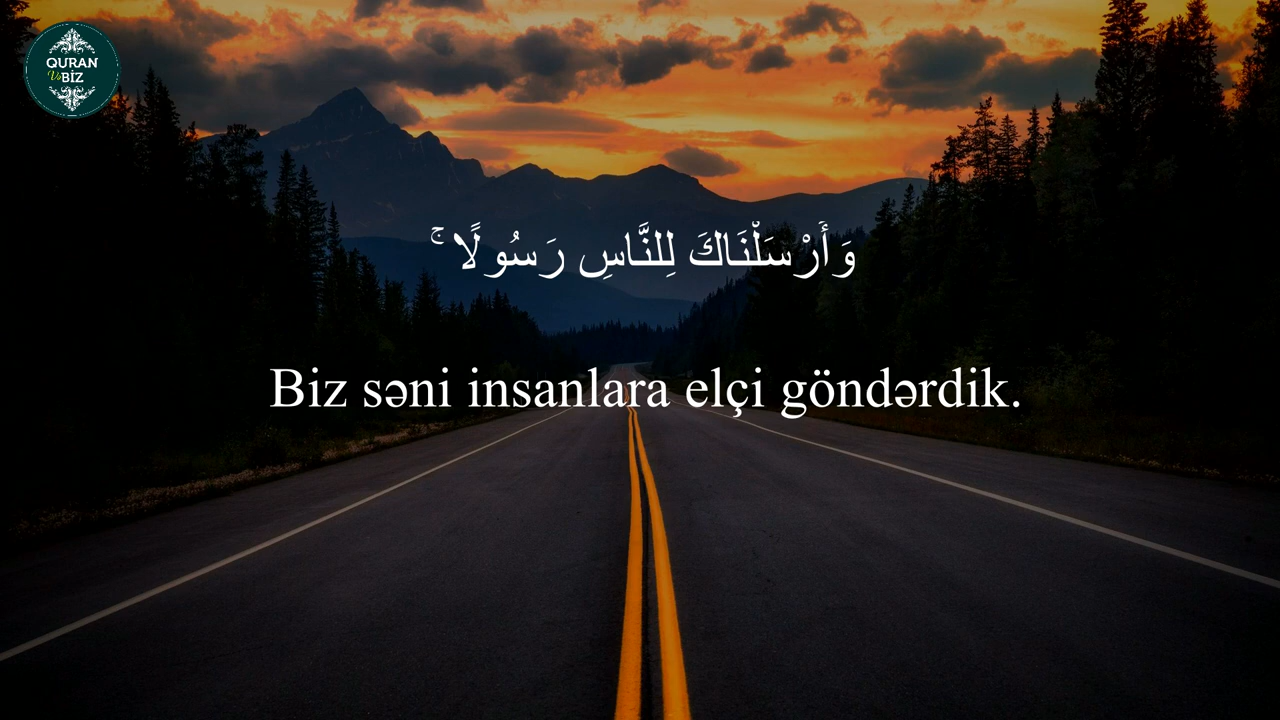 QURAN
Və BİZ
وَأَرْسَلْنَاكَ لِلنَّاسِ رَسُولًا ۚ
Biz səni insanlara elçi göndərdik.